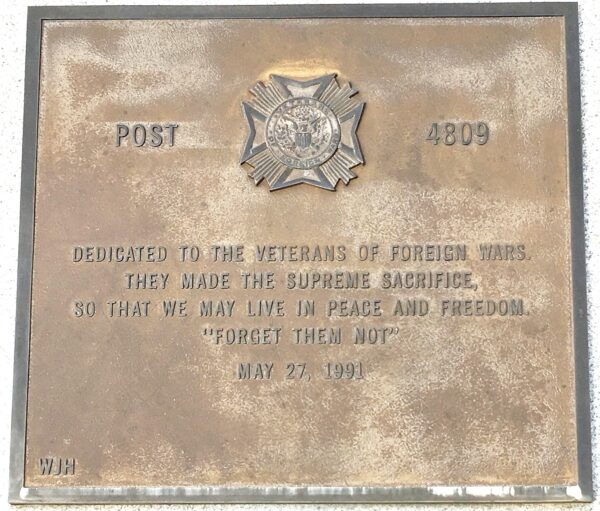 POST 4809
DEDICATED TO THE VETERANS OF FOREIGN WARS.
THEY MADE THE SUPREME SACRIFICE,
SO THAT WE MAY LIVE IN PEACE AND FREEDOM.
"FORGET THEM NOT"
MAY 27, 1991
WJH